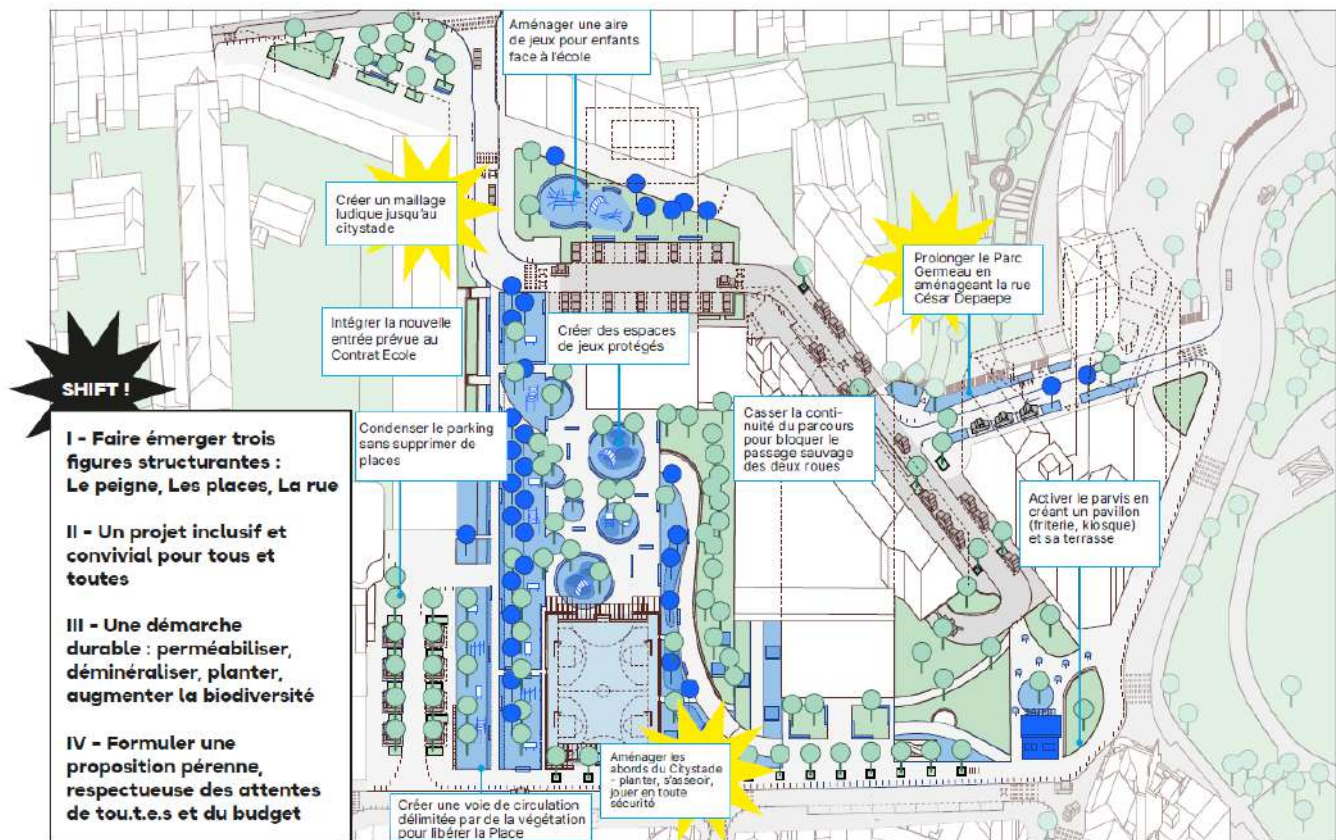 Aménager une aire
de jeux pour enfants
face à l'école
Créer un maillage
ludique jusqu'au
citystade
Prolonger le Parc
Germeau en
aménageant la rue
César Depaepe
Intégrer la nouvelle
entrée prévue au
Contrat Ecole
Créer des espaces
de jeux protégés
SHIFT !
I - Faire émerger trois
figures structurantes :
Le peigne, Les places, La rue
II - Un projet inclusif et
convivial pour tous et
toutes
III - Une démarche
durable : perméabiliser,
déminéraliser, planter,
augmenter la biodiversité
IV - Formuler une
proposition pérenne,
respectueuse des attentes
de tou.t.e.s et du budget
Condenser le parking
sans supprimer de
places
Casser la conti-
nuité du parcours
pour bloquer le
passage sauvage
des deux roues
Activer le parvis en
créant un pavillon
(friterie, kiosque)
et sa terrasse
Aménager les
abords du Citystade
- planter, s'asseoir,
jouer en toute
sécurité
Créer une voie de circulation
délimitée par de la végétation
pour libérer la Place